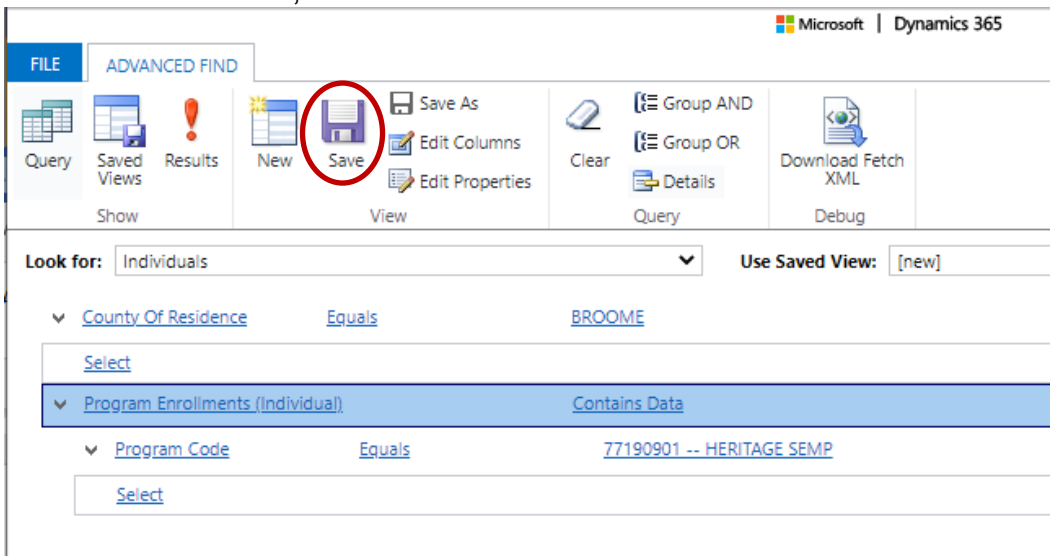 Microsoft | Dynamics 365
FILE ADVANCED FIND
Save As Group AND
Edit Columns Group OR
Query Saved Views Results New Save Clear Download Fetch XML
Edit Properties Details
Show View Query Debug
Look for: Individuals Use Saved View: [new]
County Of Residence Equals BROOME
Select
Program Enrollments (Individual) Contains Data
Program Code Equals 77190901 -- HERITAGE SEMP
Select